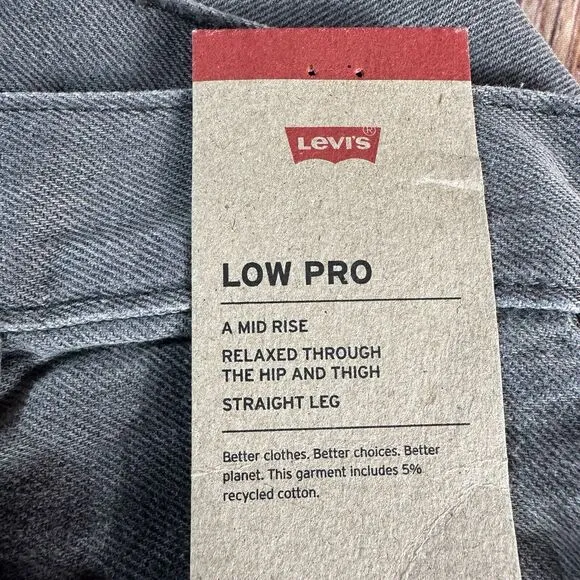 Levi's®
LOW PRO
A MID RISE
RELAXED THROUGH
THE HIP AND THIGH
STRAIGHT LEG
Better clothes. Better choices. Better
planet. This garment includes 5%
recycled cotton.